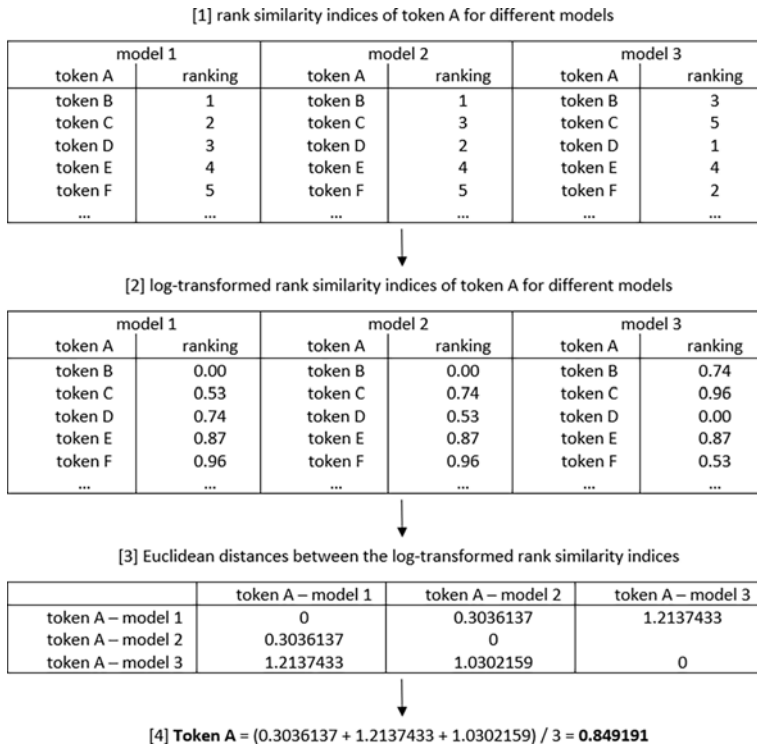 [1] rank similarity indices of token A for different models
model 1 model 2 model 3
token A ranking token A ranking token A ranking
token B 1 token B 1 token B 3
token C 2 token C 3 token C 5
token D 3 token D 2 token D 1
token E 4 token E 4 token E 4
token F 5 token F 5 token F 2
... ... ... ... ... ...
[2] log-transformed rank similarity indices of token A for different models
model 1 model 2 model 3
token A ranking token A ranking token A ranking
token B 0.00 token B 0.00 token B 0.74
token C 0.53 token C 0.74 token C 0.96
token D 0.74 token D 0.53 token D 0.00
token E 0.87 token E 0.87 token E 0.87
token F 0.96 token F 0.96 token F 0.53
... ... ... ... ... ...
[3] Euclidean distances between the log-transformed rank similarity indices
token A – model 1 token A – model 2 token A – model 3
token A – model 1 0 0.3036137 1.2137433
token A – model 2 0.3036137 0
token A – model 3 1.2137433 1.0302159 0
[4] Token A = (0.3036137 + 1.2137433 + 1.0302159) / 3 = 0.849191